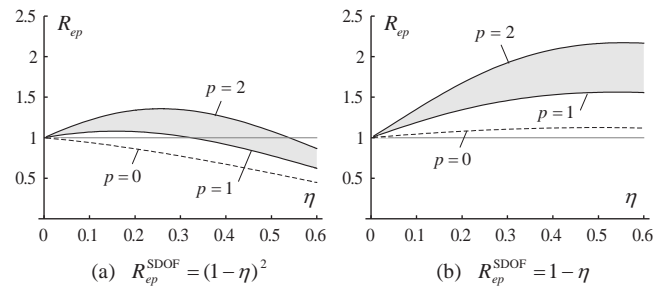 R_ep
2.5
2
1.5
1
0.5
0
p = 2
p = 0
p = 1
η
0 0.1 0.2 0.3 0.4 0.5 0.6
(a) R_ep^SDOF = (1 − η)^2
R_ep
2.5
2
1.5
1
0.5
p = 2
p = 1
p = 0
η
0 0.1 0.2 0.3 0.4 0.5 0.6
(b) R_ep^SDOF = 1 − η